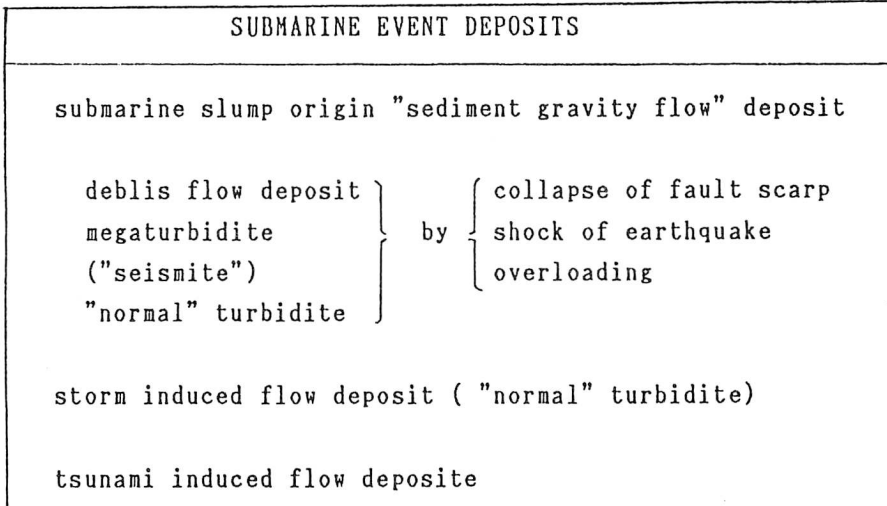 SUBMARINE EVENT DEPOSITS
submarine slump origin "sediment gravity flow" deposit
deblis flow deposit
megaturbidite
("seismite")
"normal" turbidite
by
collapse of fault scarp
shock of earthquake
overloading
storm induced flow deposit ( "normal" turbidite)
tsunami induced flow deposite